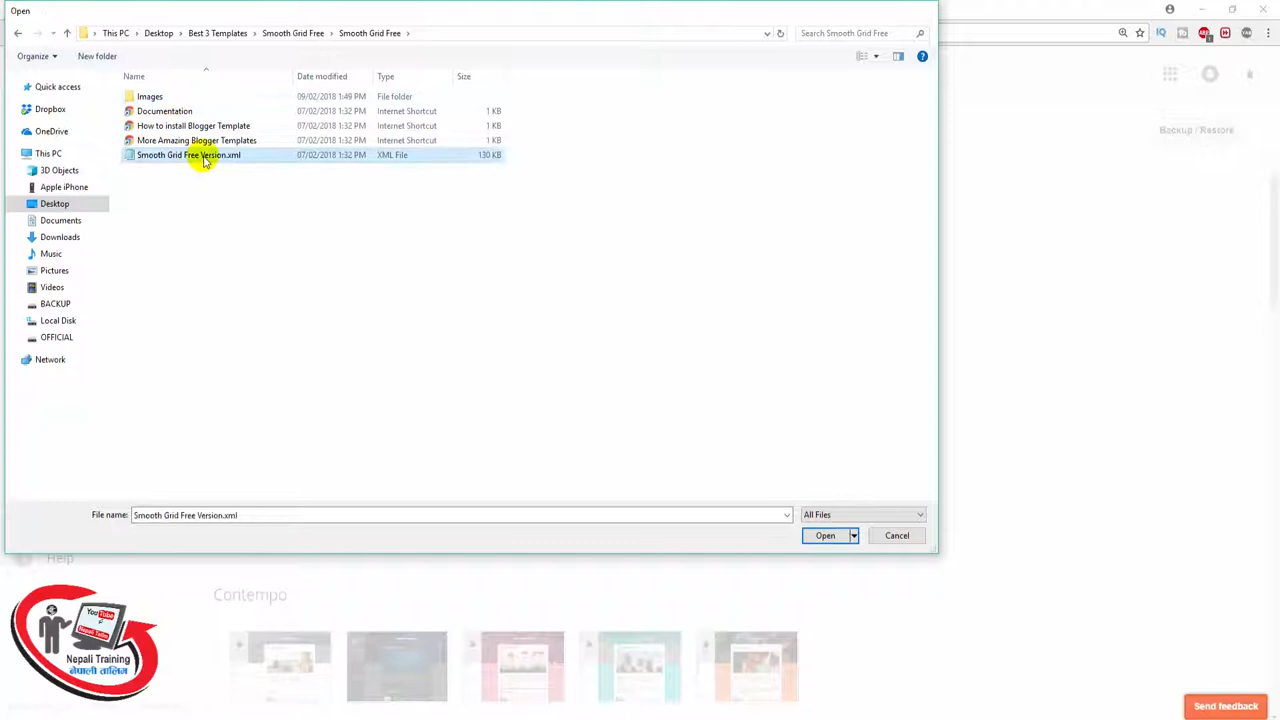 Open
This PC
Desktop
Best 3 Templates
Smooth Grid Free
Smooth Grid Free
Search Smooth Grid Free
Organize
New folder
Name
Date modified
Type
Size
Images
09/02/2018 1:49 PM
File folder
Documentation
07/02/2018 1:32 PM
Internet Shortcut
1 KB
How to install Blogger Template
07/02/2018 1:32 PM
Internet Shortcut
1 KB
More Amazing Blogger Templates
07/02/2018 1:32 PM
Internet Shortcut
1 KB
Smooth Grid Free Version.xml
07/02/2018 1:32 PM
XML File
130 KB
Quick access
Dropbox
OneDrive
This PC
3D Objects
Apple iPhone
Desktop
Documents
Downloads
Music
Pictures
Videos
BACKUP
Local Disk
OFFICIAL
Network
File name:
Smooth Grid Free Version.xml
All Files
Open
Cancel
Backup / Restore
Help
Contempo
You Tube
Nepali Training
नेपाली तालिम
Send feedback